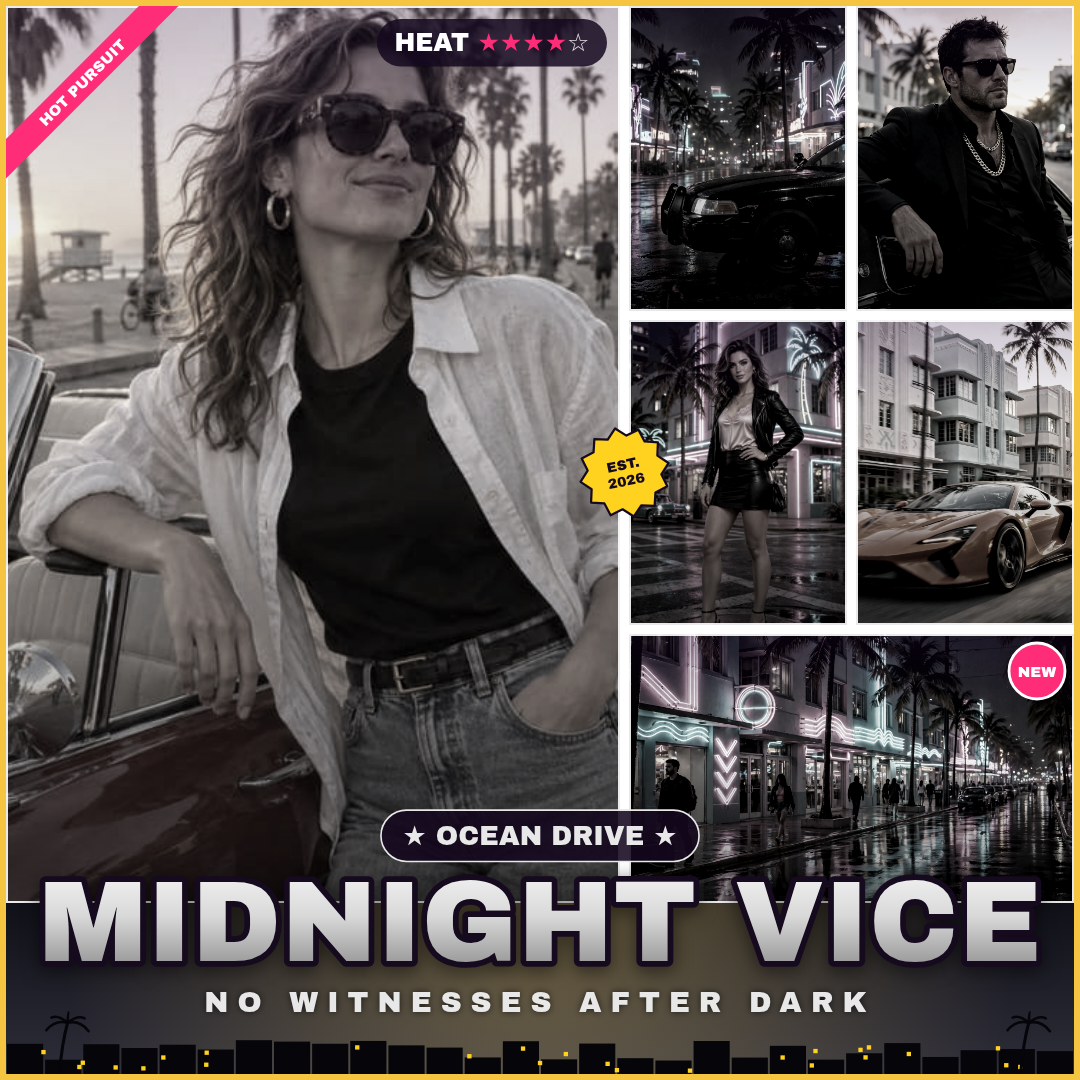 HOT PURSUIT
HEAT ★★★★☆
EST.
2026
NEW
★ OCEAN DRIVE ★
MIDNIGHT VICE
NO WITNESSES AFTER DARK